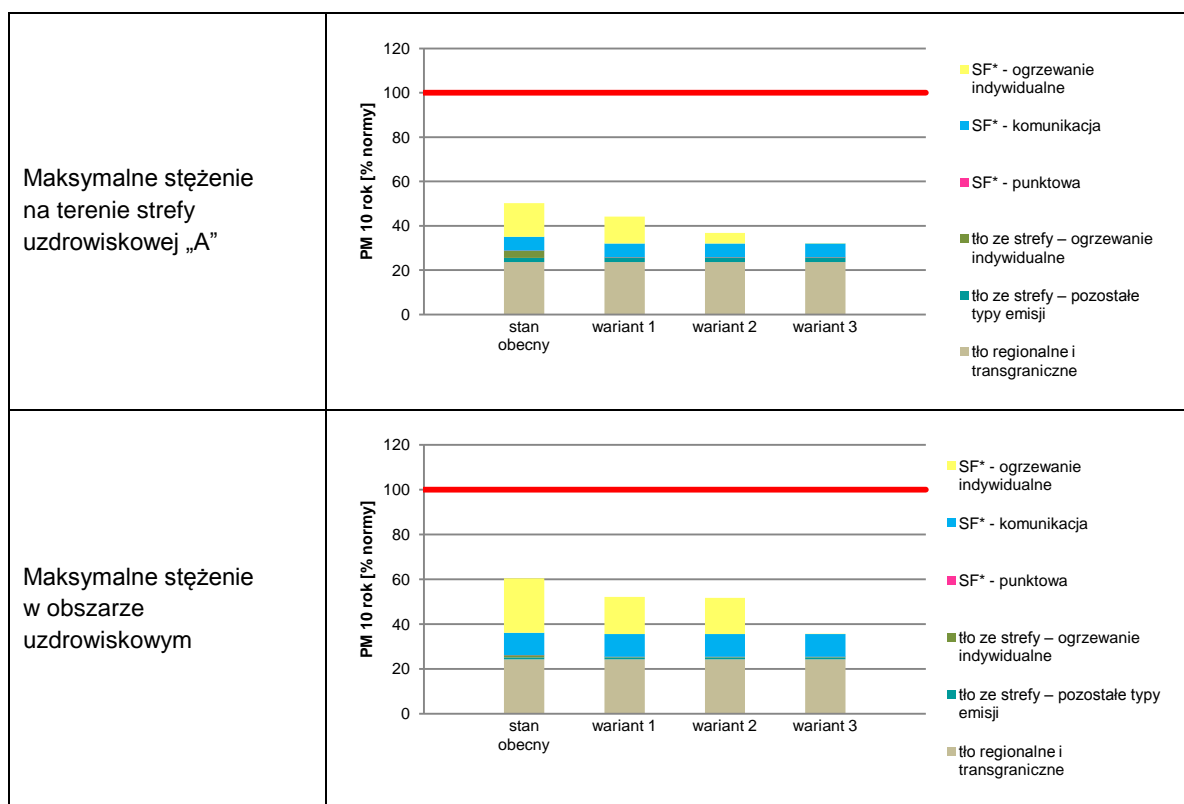 Maksymalne stężenie
na terenie strefy
uzdrowiskowej „A”
PM 10 rok [% normy]
120
100
80
60
40
20
0
stan
obecny
wariant 1
wariant 2
wariant 3
SF* - ogrzewanie
indywidualne
SF* - komunikacja
SF* - punktowa
tło ze strefy – ogrzewanie
indywidualne
tło ze strefy – pozostałe
typy emisji
tło regionalne i
transgraniczne
Maksymalne stężenie
w obszarze
uzdrowiskowym
PM 10 rok [% normy]
120
100
80
60
40
20
0
stan
obecny
wariant 1
wariant 2
wariant 3
SF* - ogrzewanie
indywidualne
SF* - komunikacja
SF* - punktowa
tło ze strefy – ogrzewanie
indywidualne
tło ze strefy – pozostałe typy
emisji
tło regionalne i
transgraniczne